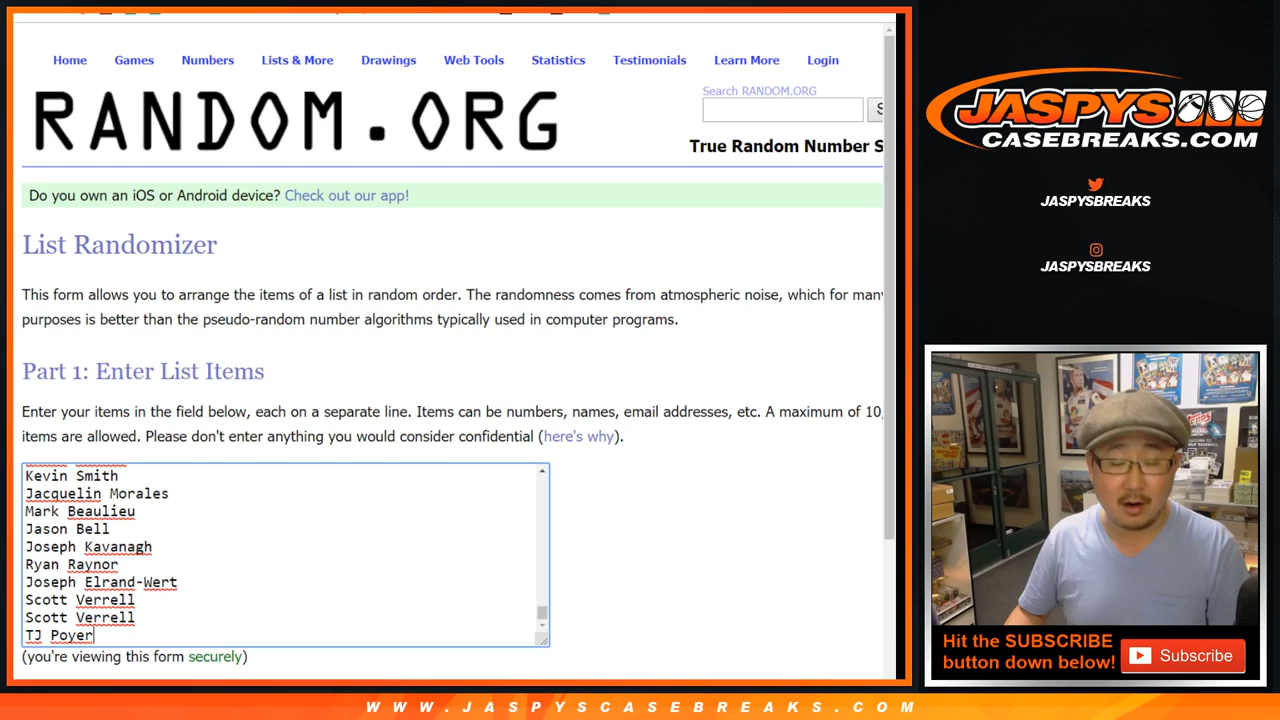 Home Games Numbers Lists & More Drawings Web Tools Statistics Testimonials Learn More Login
Search RANDOM.ORG
RANDOM.ORG
S
True Random Number S
Do you own an iOS or Android device? Check out our app!
List Randomizer
This form allows you to arrange the items of a list in random order. The randomness comes from atmospheric noise, which for many
purposes is better than the pseudo-random number algorithms typically used in computer programs.
Part 1: Enter List Items
Enter your items in the field below, each on a separate line. Items can be numbers, names, email addresses, etc. A maximum of 10,
items are allowed. Please don't enter anything you would consider confidential (here's why).
Kevin Smith
Jacquelin Morales
Mark Beaulieu
Jason Bell
Joseph Kavanagh
Ryan Raynor
Joseph Elrand-Wert
Scott Verrell
Scott Verrell
TJ Poyer
(you're viewing this form securely)
JASPYS
CASEBREAKS.COM
JASPYSBREAKS
JASPYSBREAKS
TOPPS
Hit the SUBSCRIBE
button down below!
Subscribe
WWW.JASPYSCASEBREAKS.COM